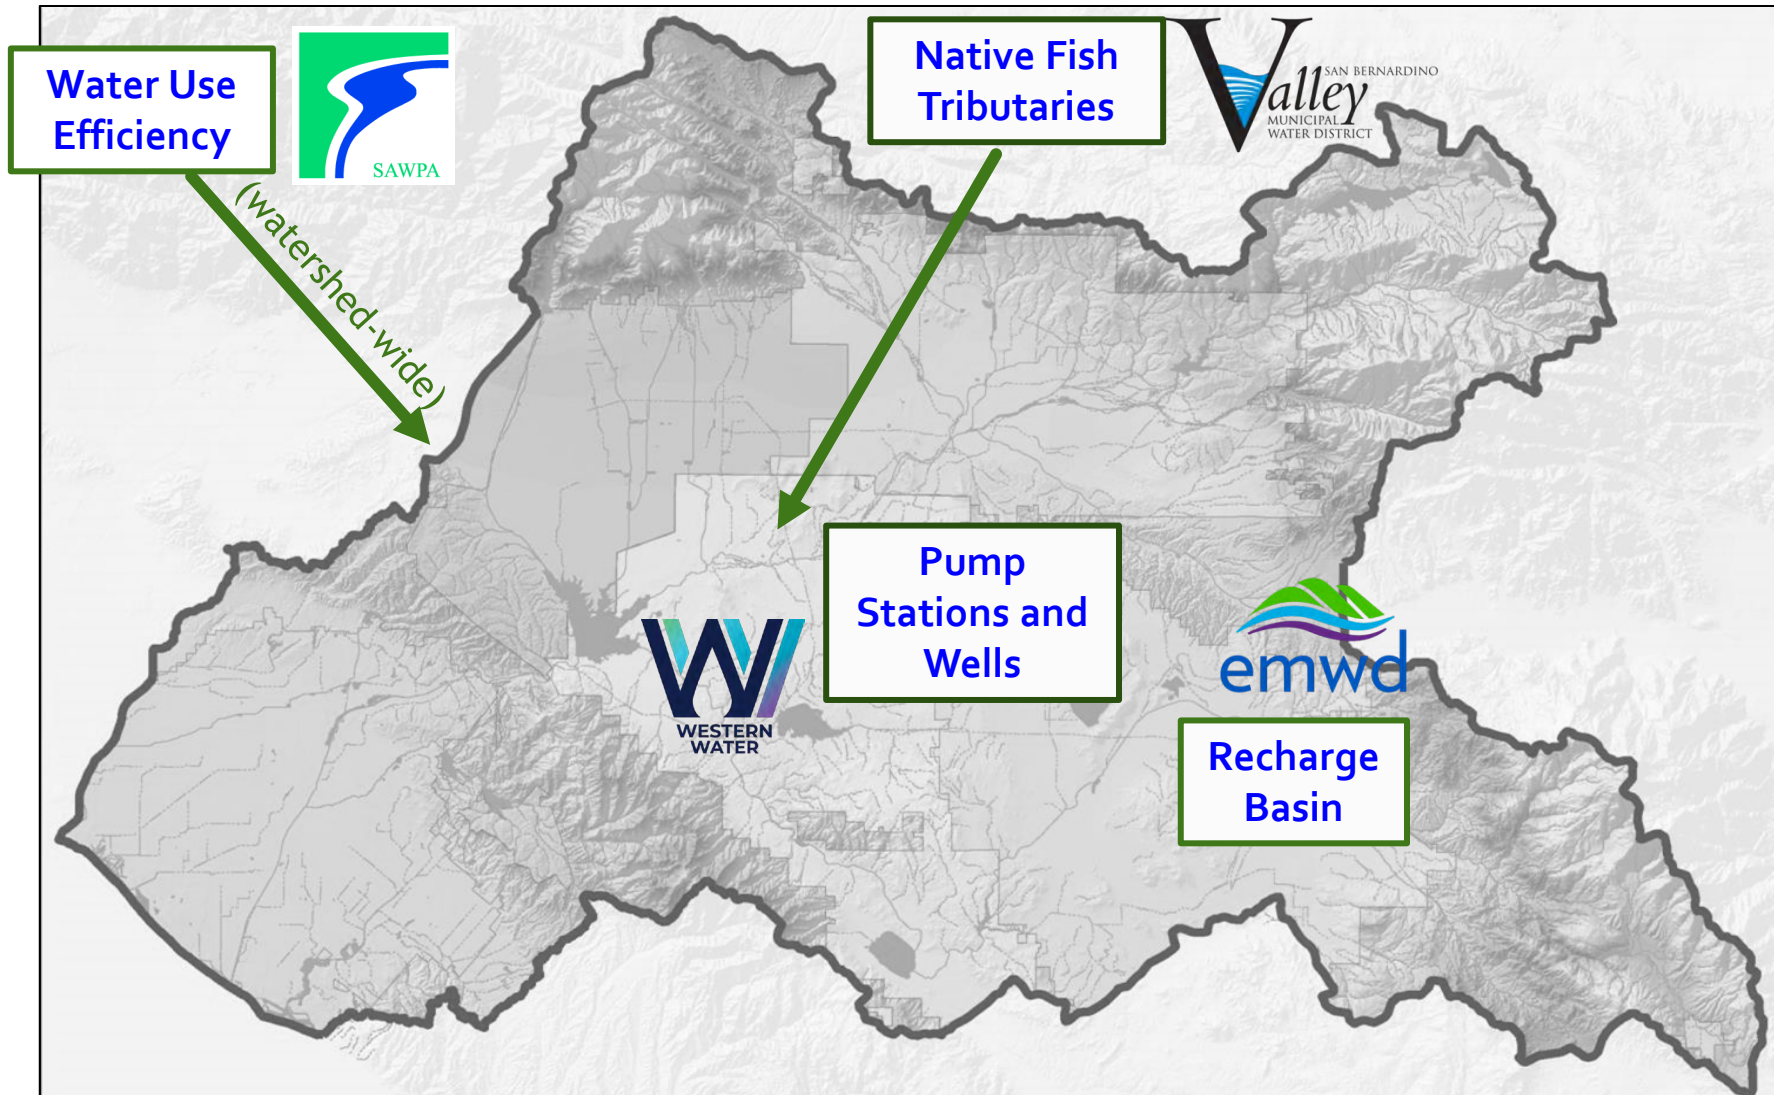 Water Use
Efficiency
SAWPA
(watershed-wide)
Native Fish
Tributaries
Valley
SAN BERNARDINO
MUNICIPAL
WATER DISTRICT
Pump
Stations and
Wells
WESTERN
WATER
emwd
Recharge
Basin